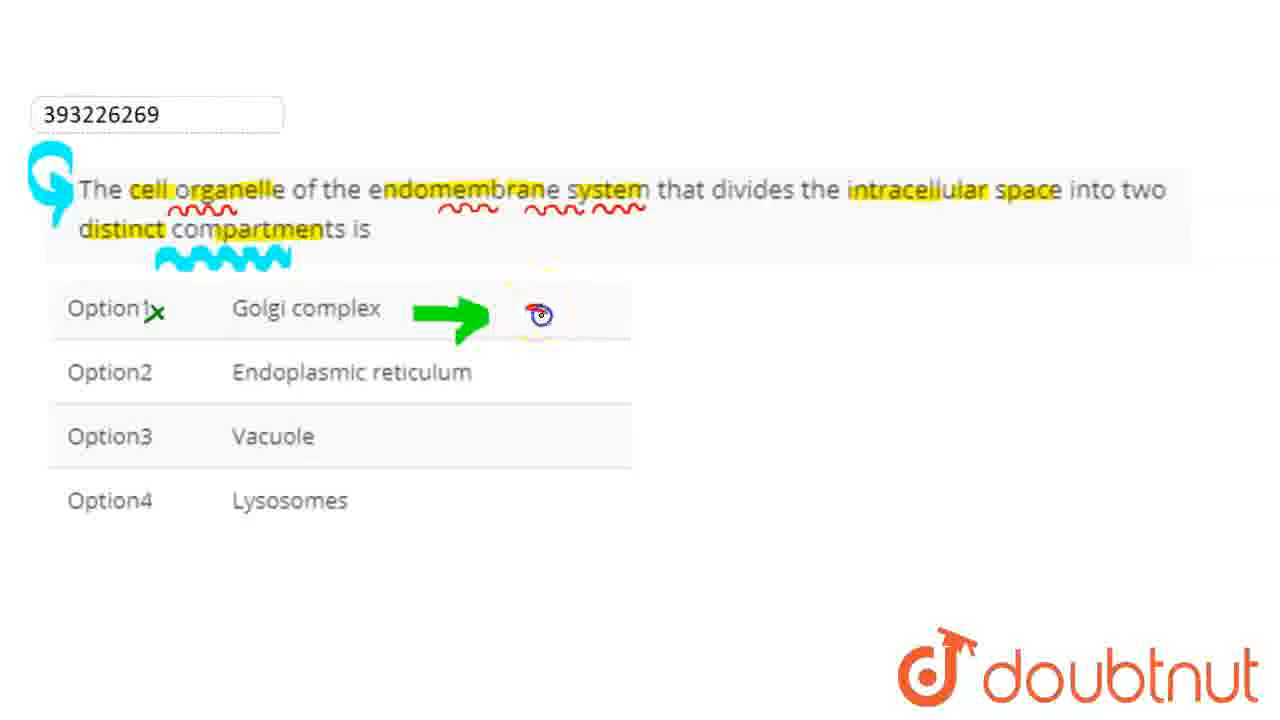 393226269
The cell organelle of the endomembrane system that divides the intracellular space into two
distinct compartments is
Option1 Golgi complex
Option2 Endoplasmic reticulum
Option3 Vacuole
Option4 Lysosomes
doubtnut